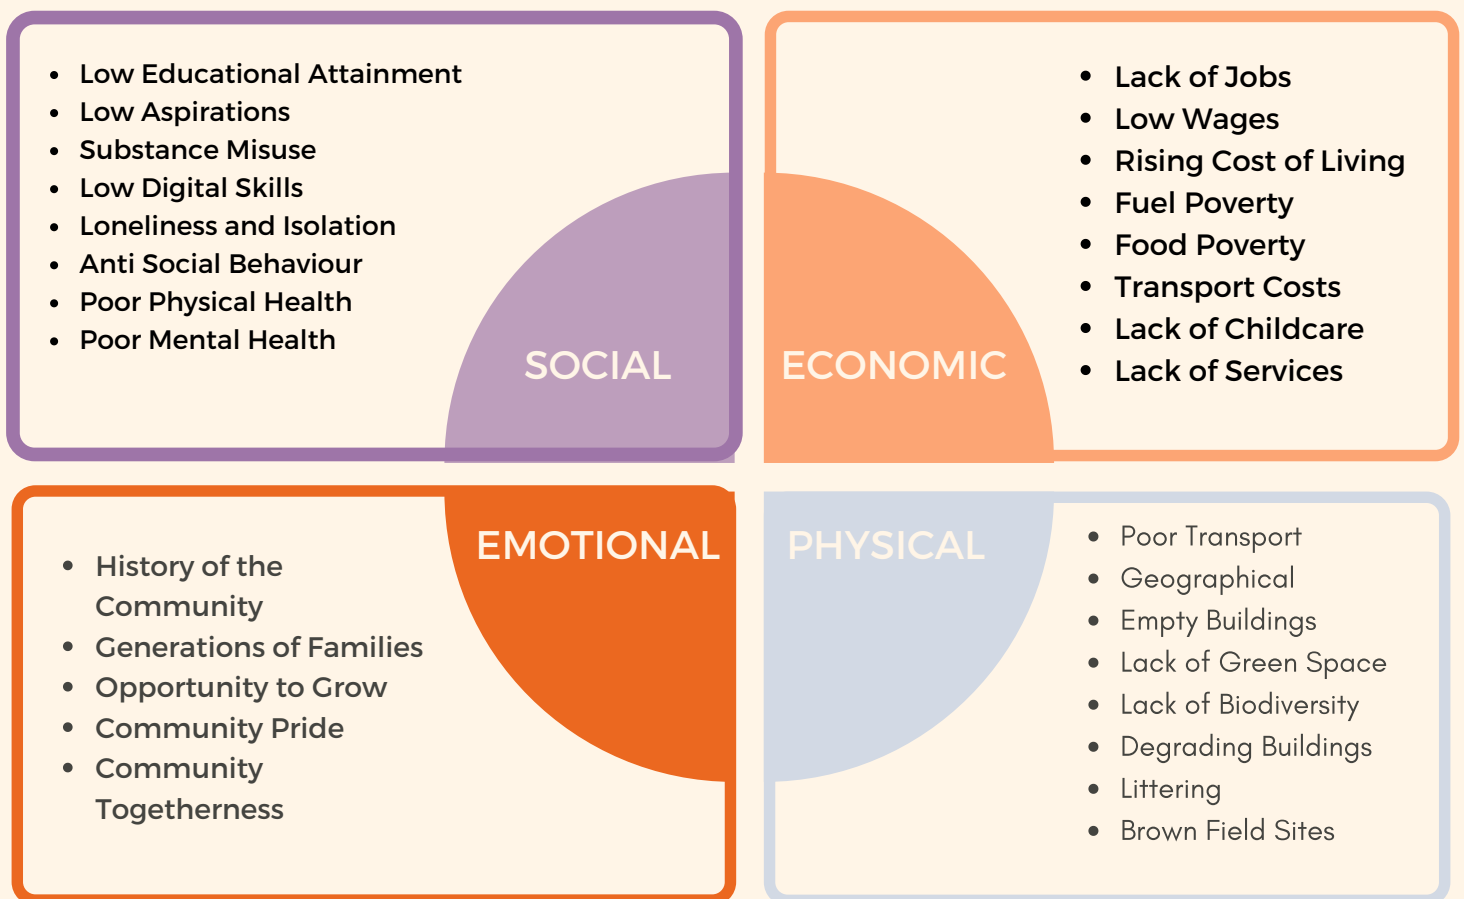 • Low Educational Attainment
• Low Aspirations
• Substance Misuse
• Low Digital Skills
• Loneliness and Isolation
• Anti Social Behaviour
• Poor Physical Health
• Poor Mental Health
SOCIAL
ECONOMIC
• Lack of Jobs
• Low Wages
• Rising Cost of Living
• Fuel Poverty
• Food Poverty
• Transport Costs
• Lack of Childcare
• Lack of Services
EMOTIONAL
• History of the
Community
• Generations of Families
• Opportunity to Grow
• Community Pride
• Community
Togetherness
PHYSICAL
• Poor Transport
• Geographical
• Empty Buildings
• Lack of Green Space
• Lack of Biodiversity
• Degrading Buildings
• Littering
• Brown Field Sites